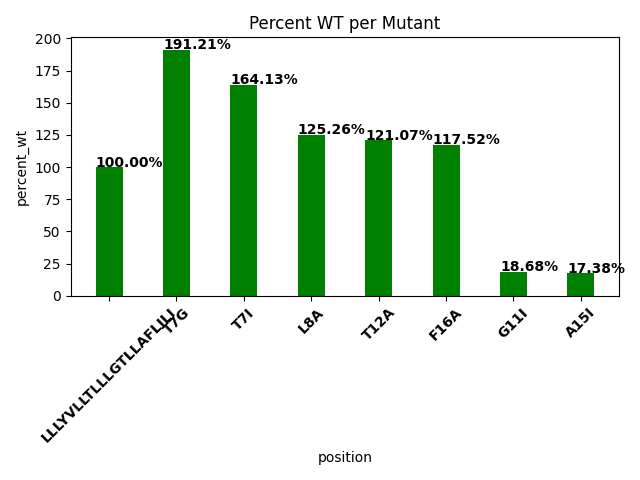 Percent WT per Mutant
percent_wt
200
175
150
125
100
75
50
25
0
100.00%
191.21%
164.13%
125.26%
121.07%
117.52%
18.68%
17.38%
LLLYVLLTLLLGTLLAFLILI
T7G
T7I
L8A
T12A
F16A
G11I
A15I
position